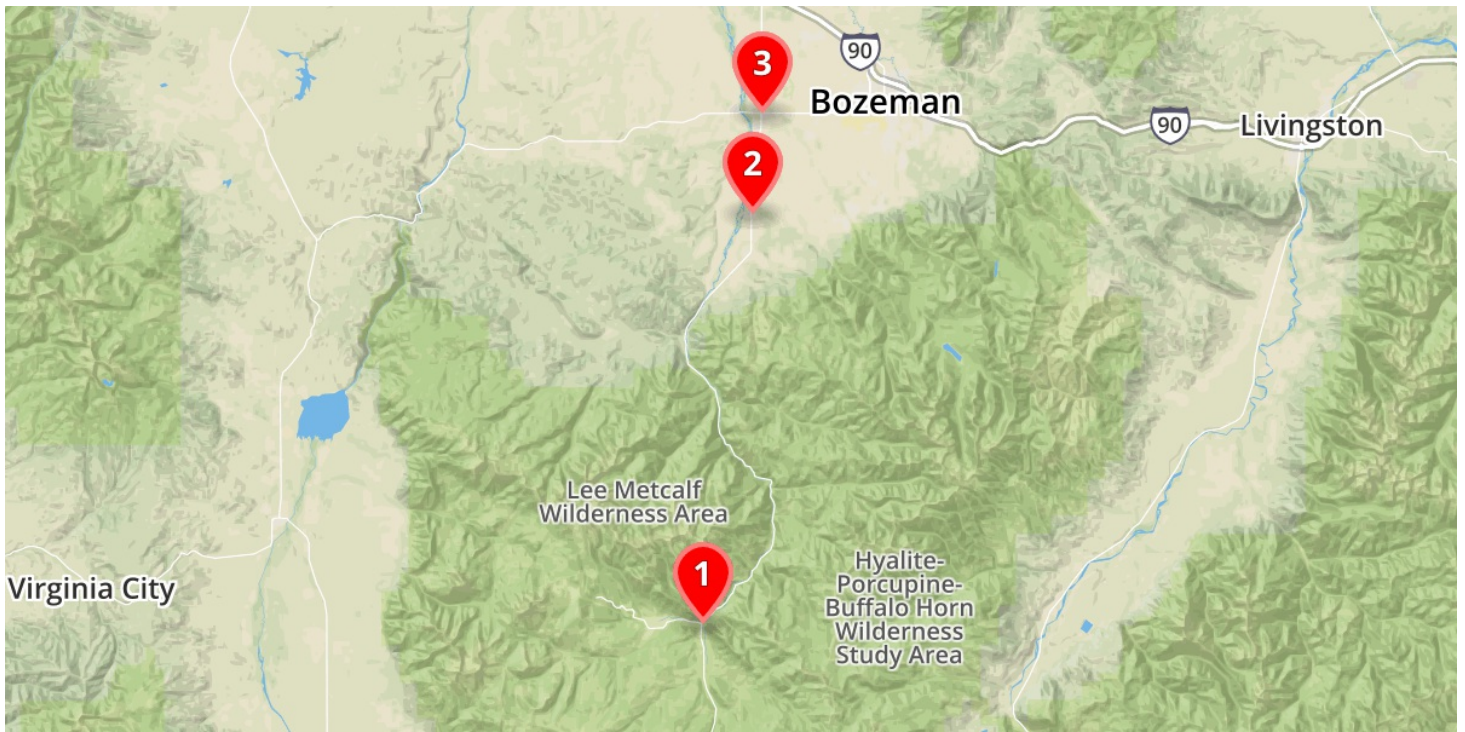 90
3
Bozeman
90
Livingston
2
Lee Metcalf
Wilderness Area
1
Virginia City
Hyalite-
Porcupine-
Buffalo Horn
Wilderness
Study Area